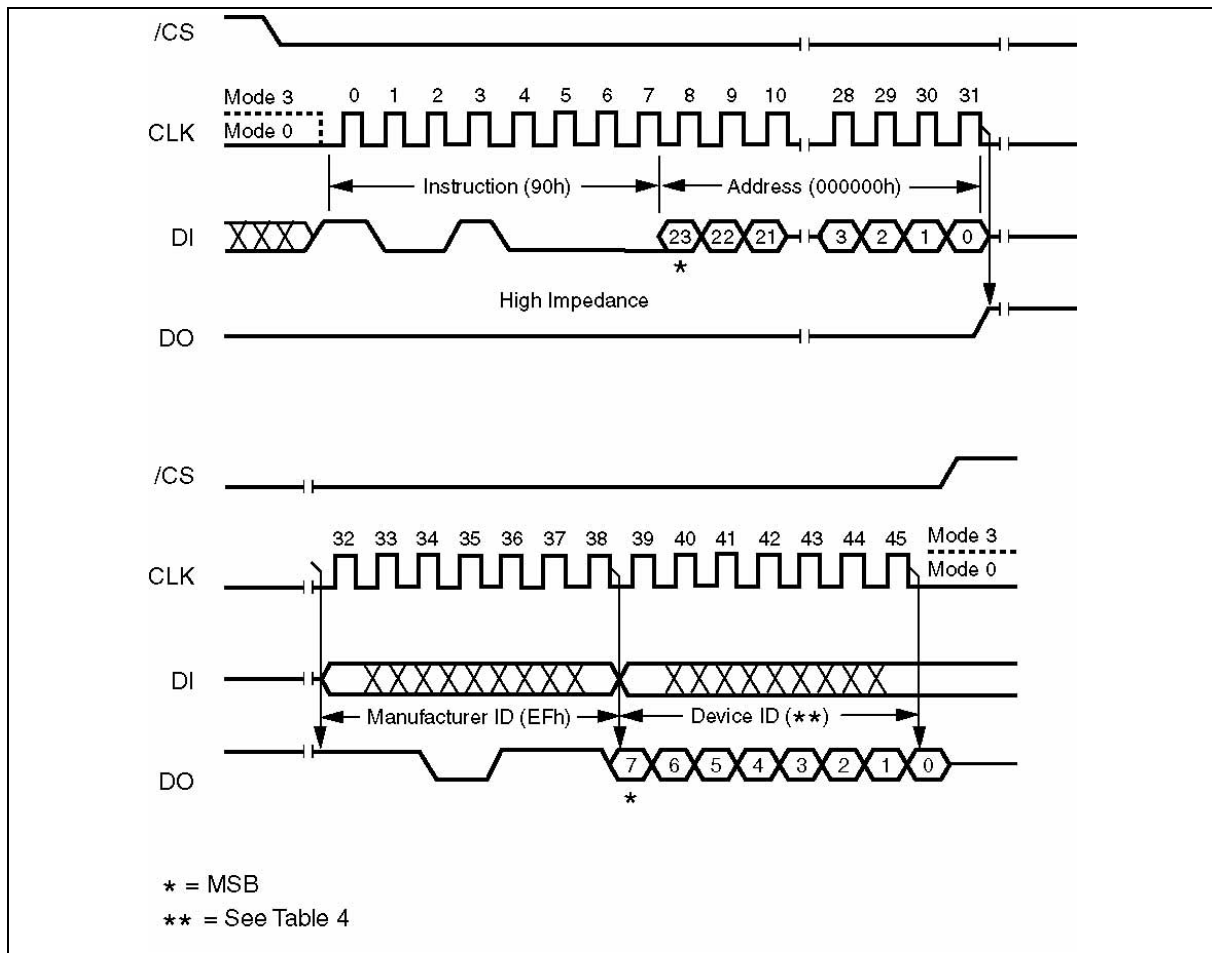 /CS
Mode 3
0 1 2 3 4 5 6 7 8 9 10 28 29 30 31
CLK
Mode 0
Instruction (90h)
Address (000000h)
DI
23 22 21 3 2 1 0
*
High Impedance
DO
/CS
32 33 34 35 36 37 38 39 40 41 42 43 44 45
Mode 3
CLK
Mode 0
DI
Manufacturer ID (EFh)
Device ID (**)
DO
7 6 5 4 3 2 1 0
*
* = MSB
** = See Table 4